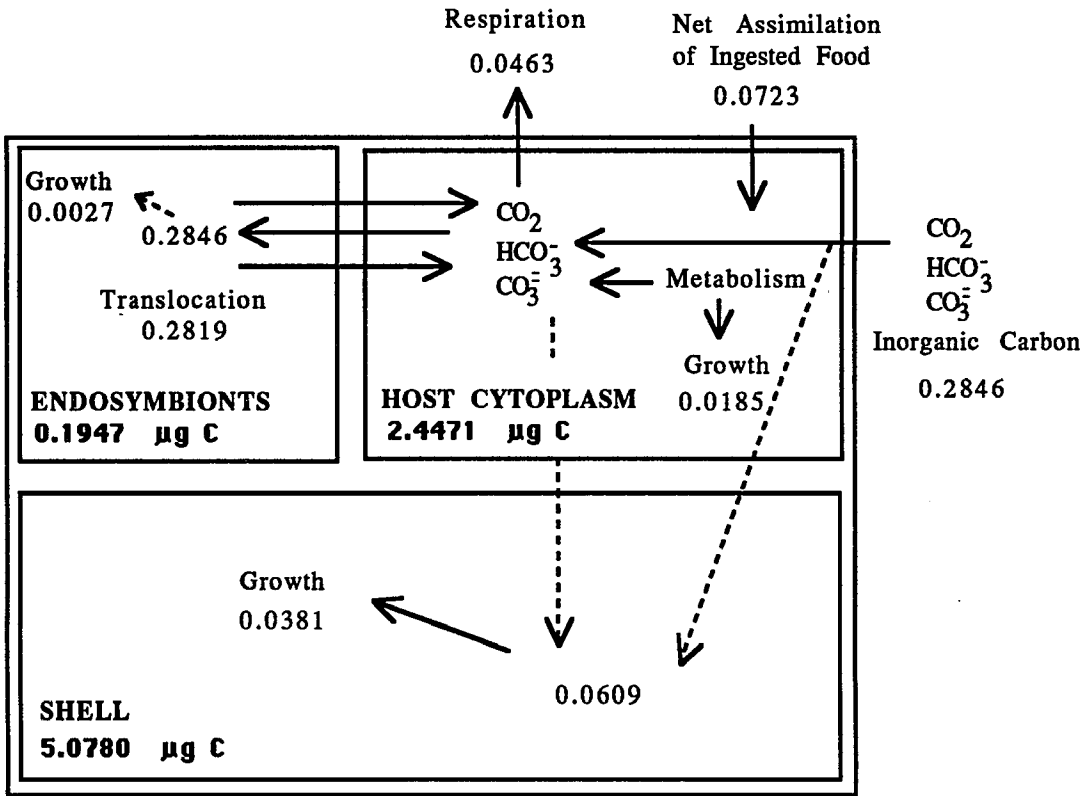 Respiration
0.0463
Net Assimilation
of Ingested Food
0.0723
Growth
0.0027
0.2846
Translocation
0.2819
ENDOSYMBIONTS
0.1947 µg C
CO2
HCO3-
CO3=
Metabolism
Growth
0.0185
HOST CYTOPLASM
2.4471 µg C
CO2
HCO3-
CO3=
Inorganic Carbon
0.2846
Growth
0.0381
0.0609
SHELL
5.0780 µg C